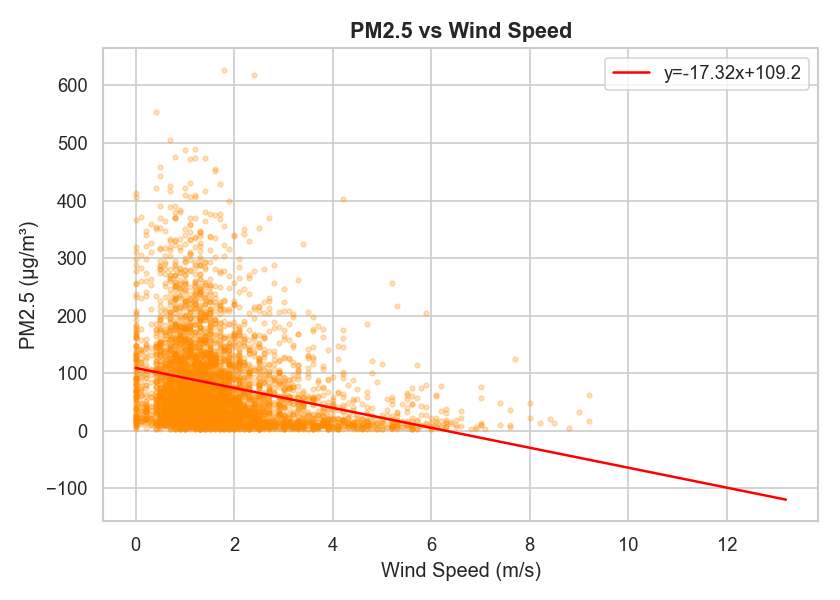 PM2.5 vs Wind Speed
y=-17.32x+109.2
600
500
400
300
200
100
0
−100
PM2.5 (µg/m³)
0 2 4 6 8 10 12
Wind Speed (m/s)